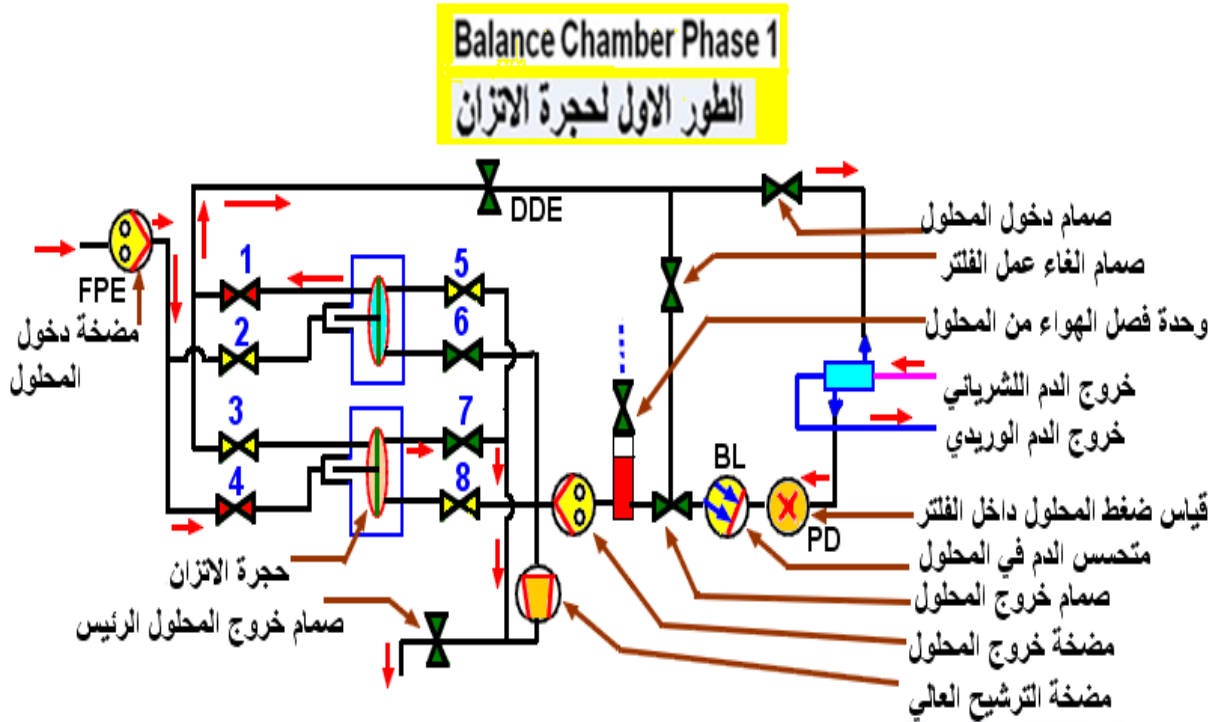 Balance Chamber Phase 1
الطور الاول لحجرة الاتزان
DDE
FPE
مضخة دخول
المحلول
1
2
3
4
5
6
7
8
BL
PD
صمام دخول المحلول
صمام الغاء عمل الفلتر
وحدة فصل الهواء من المحلول
خروج الدم اللشرياني
خروج الدم الوريدي
قياس ضغط المحلول داخل الفلتر
متحسس الدم في المحلول
صمام خروج المحلول
مضخة خروج المحلول
مضخة الترشيح العالي
حجرة الاتزان
صمام خروج المحلول الرئيس